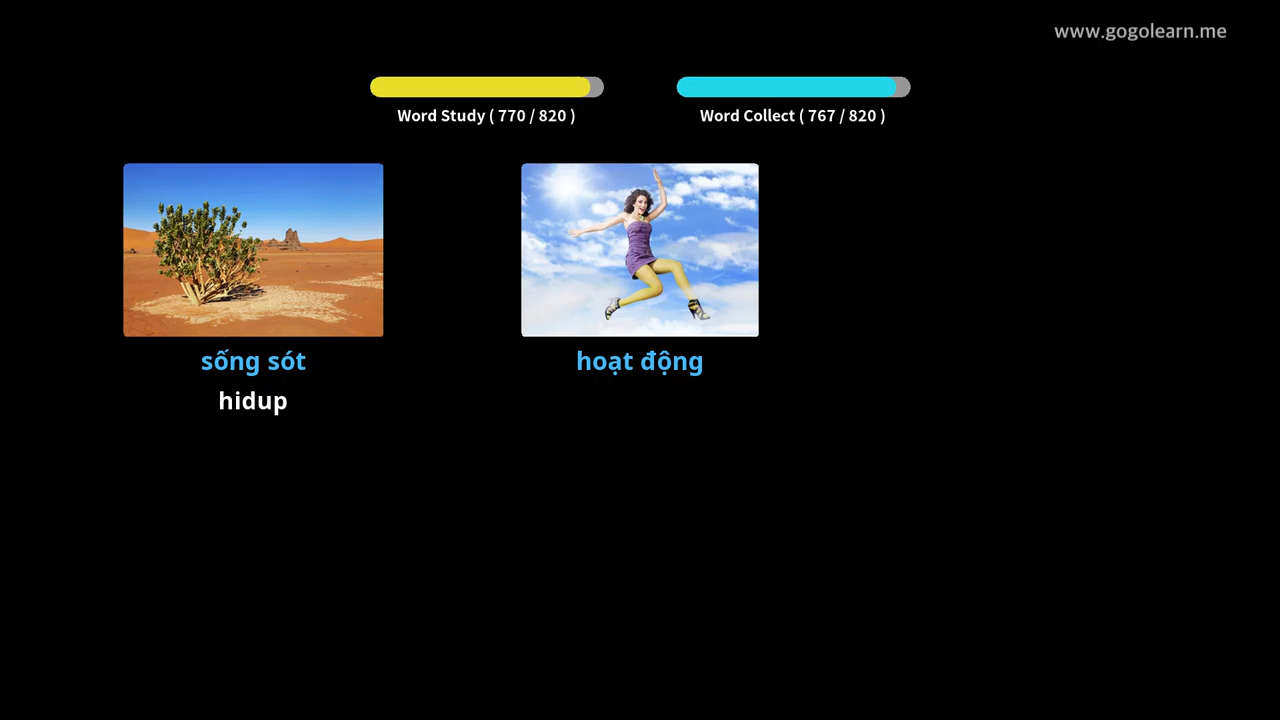 www.gogolearn.me
Word Study ( 770 / 820 )
Word Collect ( 767 / 820 )
sống sót
hoạt động
hidup